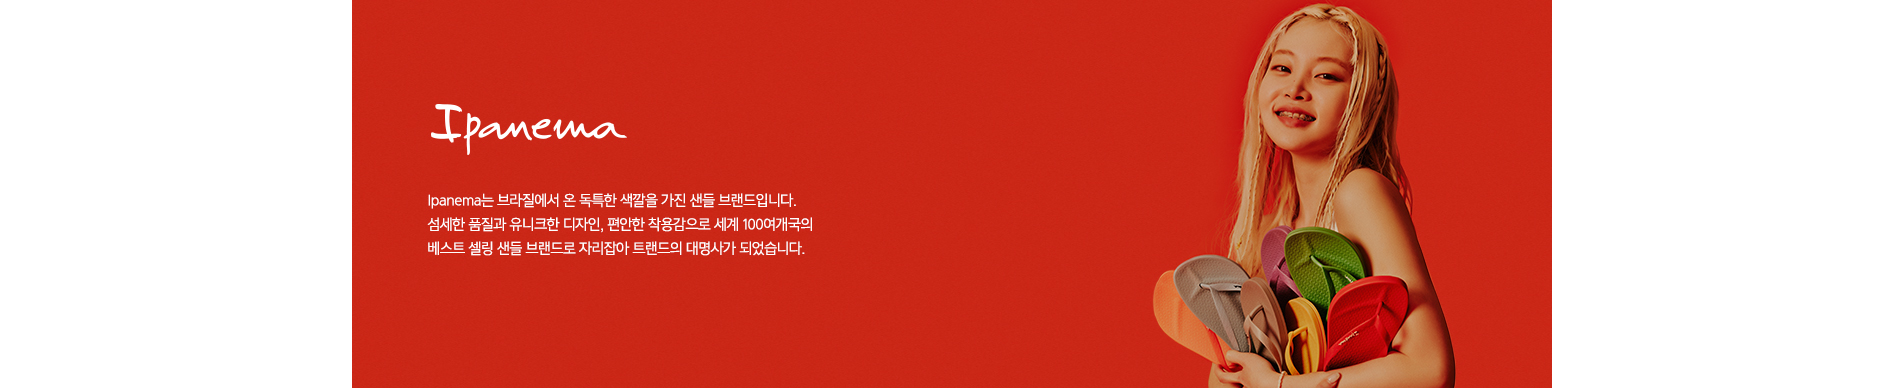 Ipanema
Ipanema는 브라질에서 온 독특한 색깔을 가진 샌들 브랜드입니다.
섬세한 품질과 유니크한 디자인, 편안한 착용감으로 세계 100여개국의
베스트 셀링 샌들 브랜드로 자리잡아 트랜드의 대명사가 되었습니다.